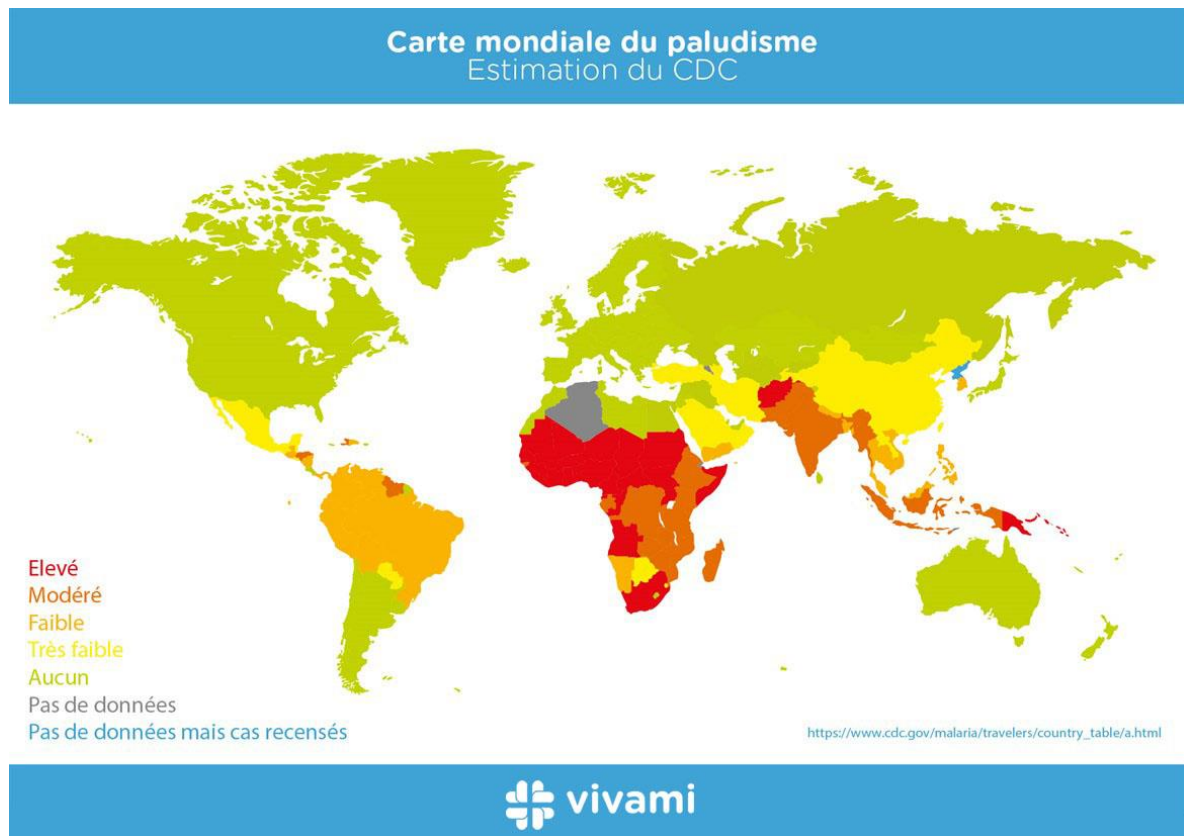 Carte mondiale du paludisme
Estimation du CDC
Elevé
Modéré
Faible
Très faible
Aucun
Pas de données
Pas de données mais cas recensés
https://www.cdc.gov/malaria/travelers/country_table/a.html
vivami